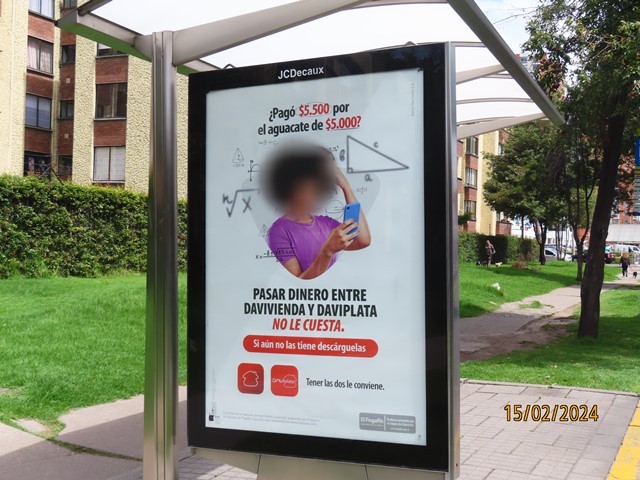 JCDecaux
¿Pagó $5.500 por
el aguacate de $5.000?
c
a
n√x
PASAR DINERO ENTRE
DAVIVIENDA Y DAVIPLATA
NO LE CUESTA.
Si aún no las tiene descárguelas
Tener las dos le conviene.
15/02/2024